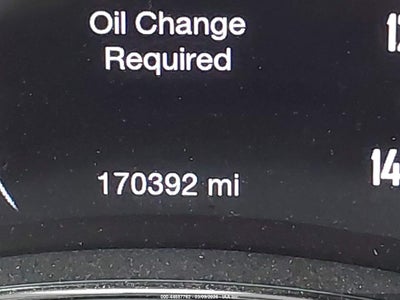 Oil Change
Required
170392 mi